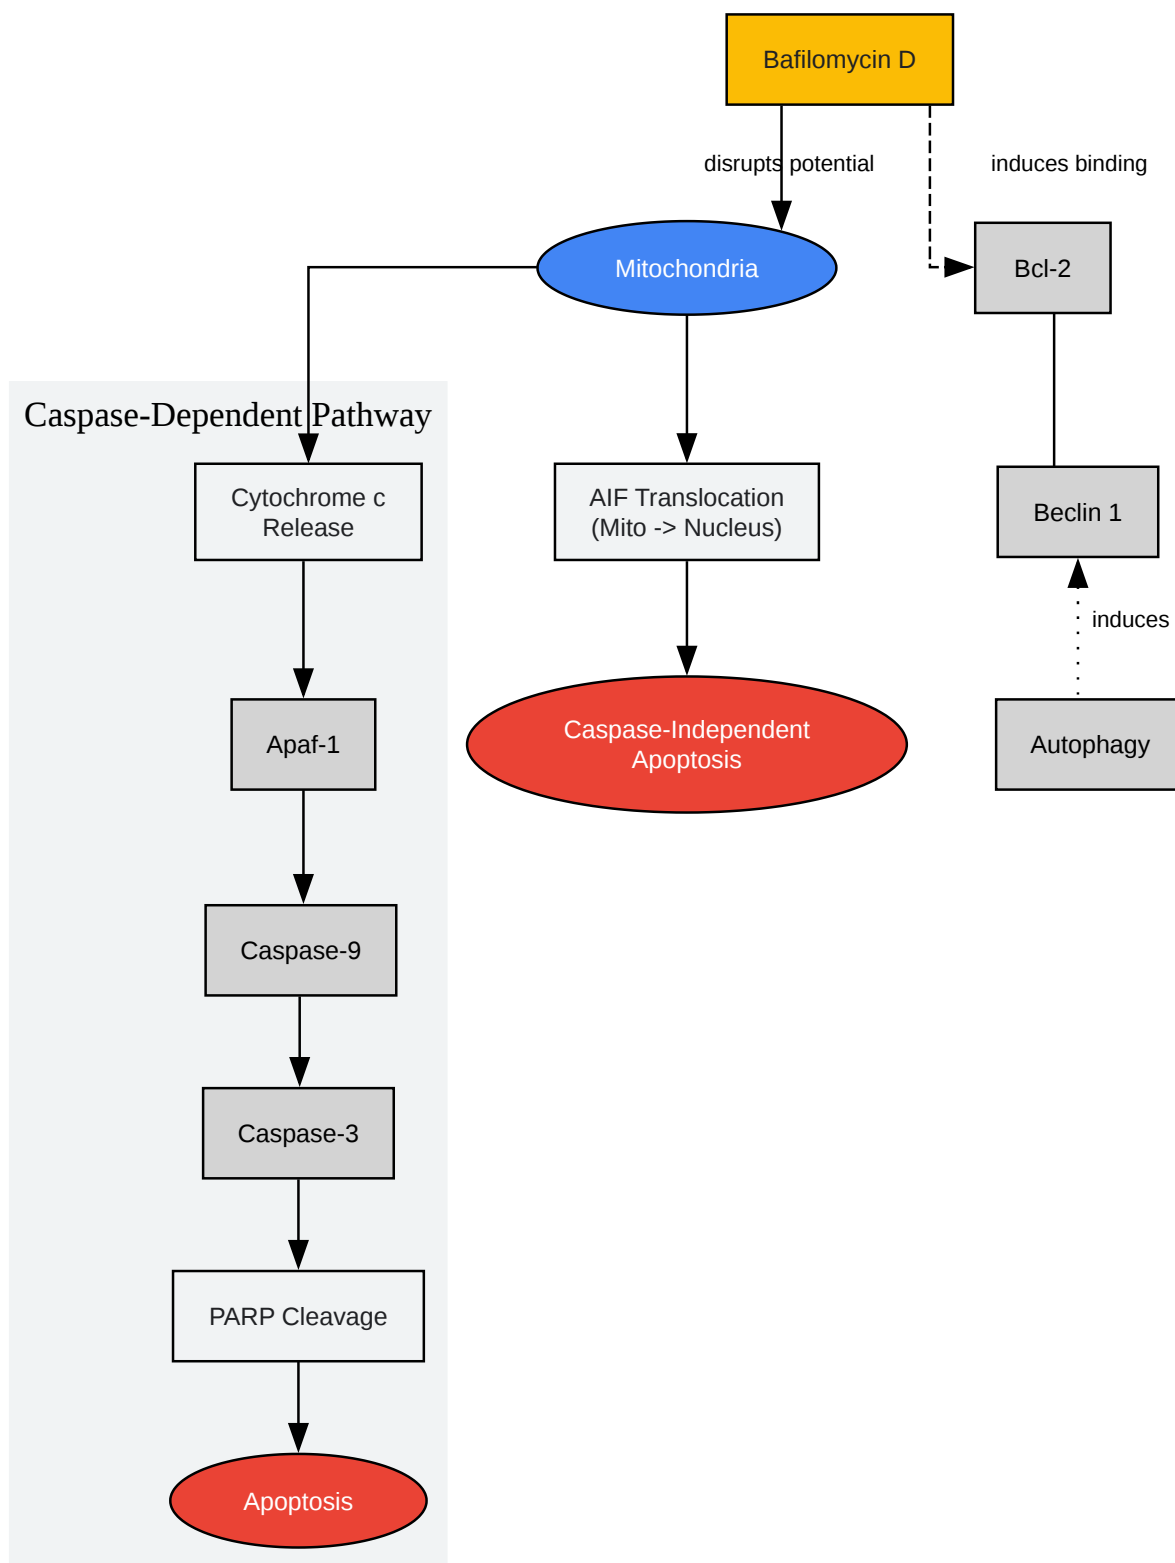 Bafilomycin D
disrupts potential
induces binding
Mitochondria
Bcl-2
Caspase-Dependent Pathway
Cytochrome c
Release
AIF Translocation
(Mito -> Nucleus)
Beclin 1
induces
Apaf-1
Caspase-Independent
Apoptosis
Autophagy
Caspase-9
Caspase-3
PARP Cleavage
Apoptosis